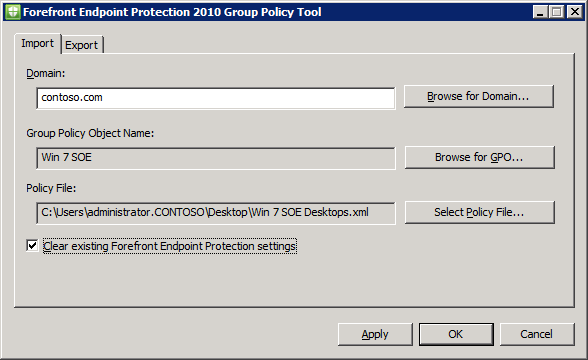 Forefront Endpoint Protection 2010 Group Policy Tool
Import
Export
Domain:
contoso.com
Browse for Domain...
Group Policy Object Name:
Win 7 SOE
Browse for GPO...
Policy File:
C:\Users\administrator.CONTOSO\Desktop\Win 7 SOE Desktops.xml
Select Policy File...
Clear existing Forefront Endpoint Protection settings
Apply
OK
Cancel